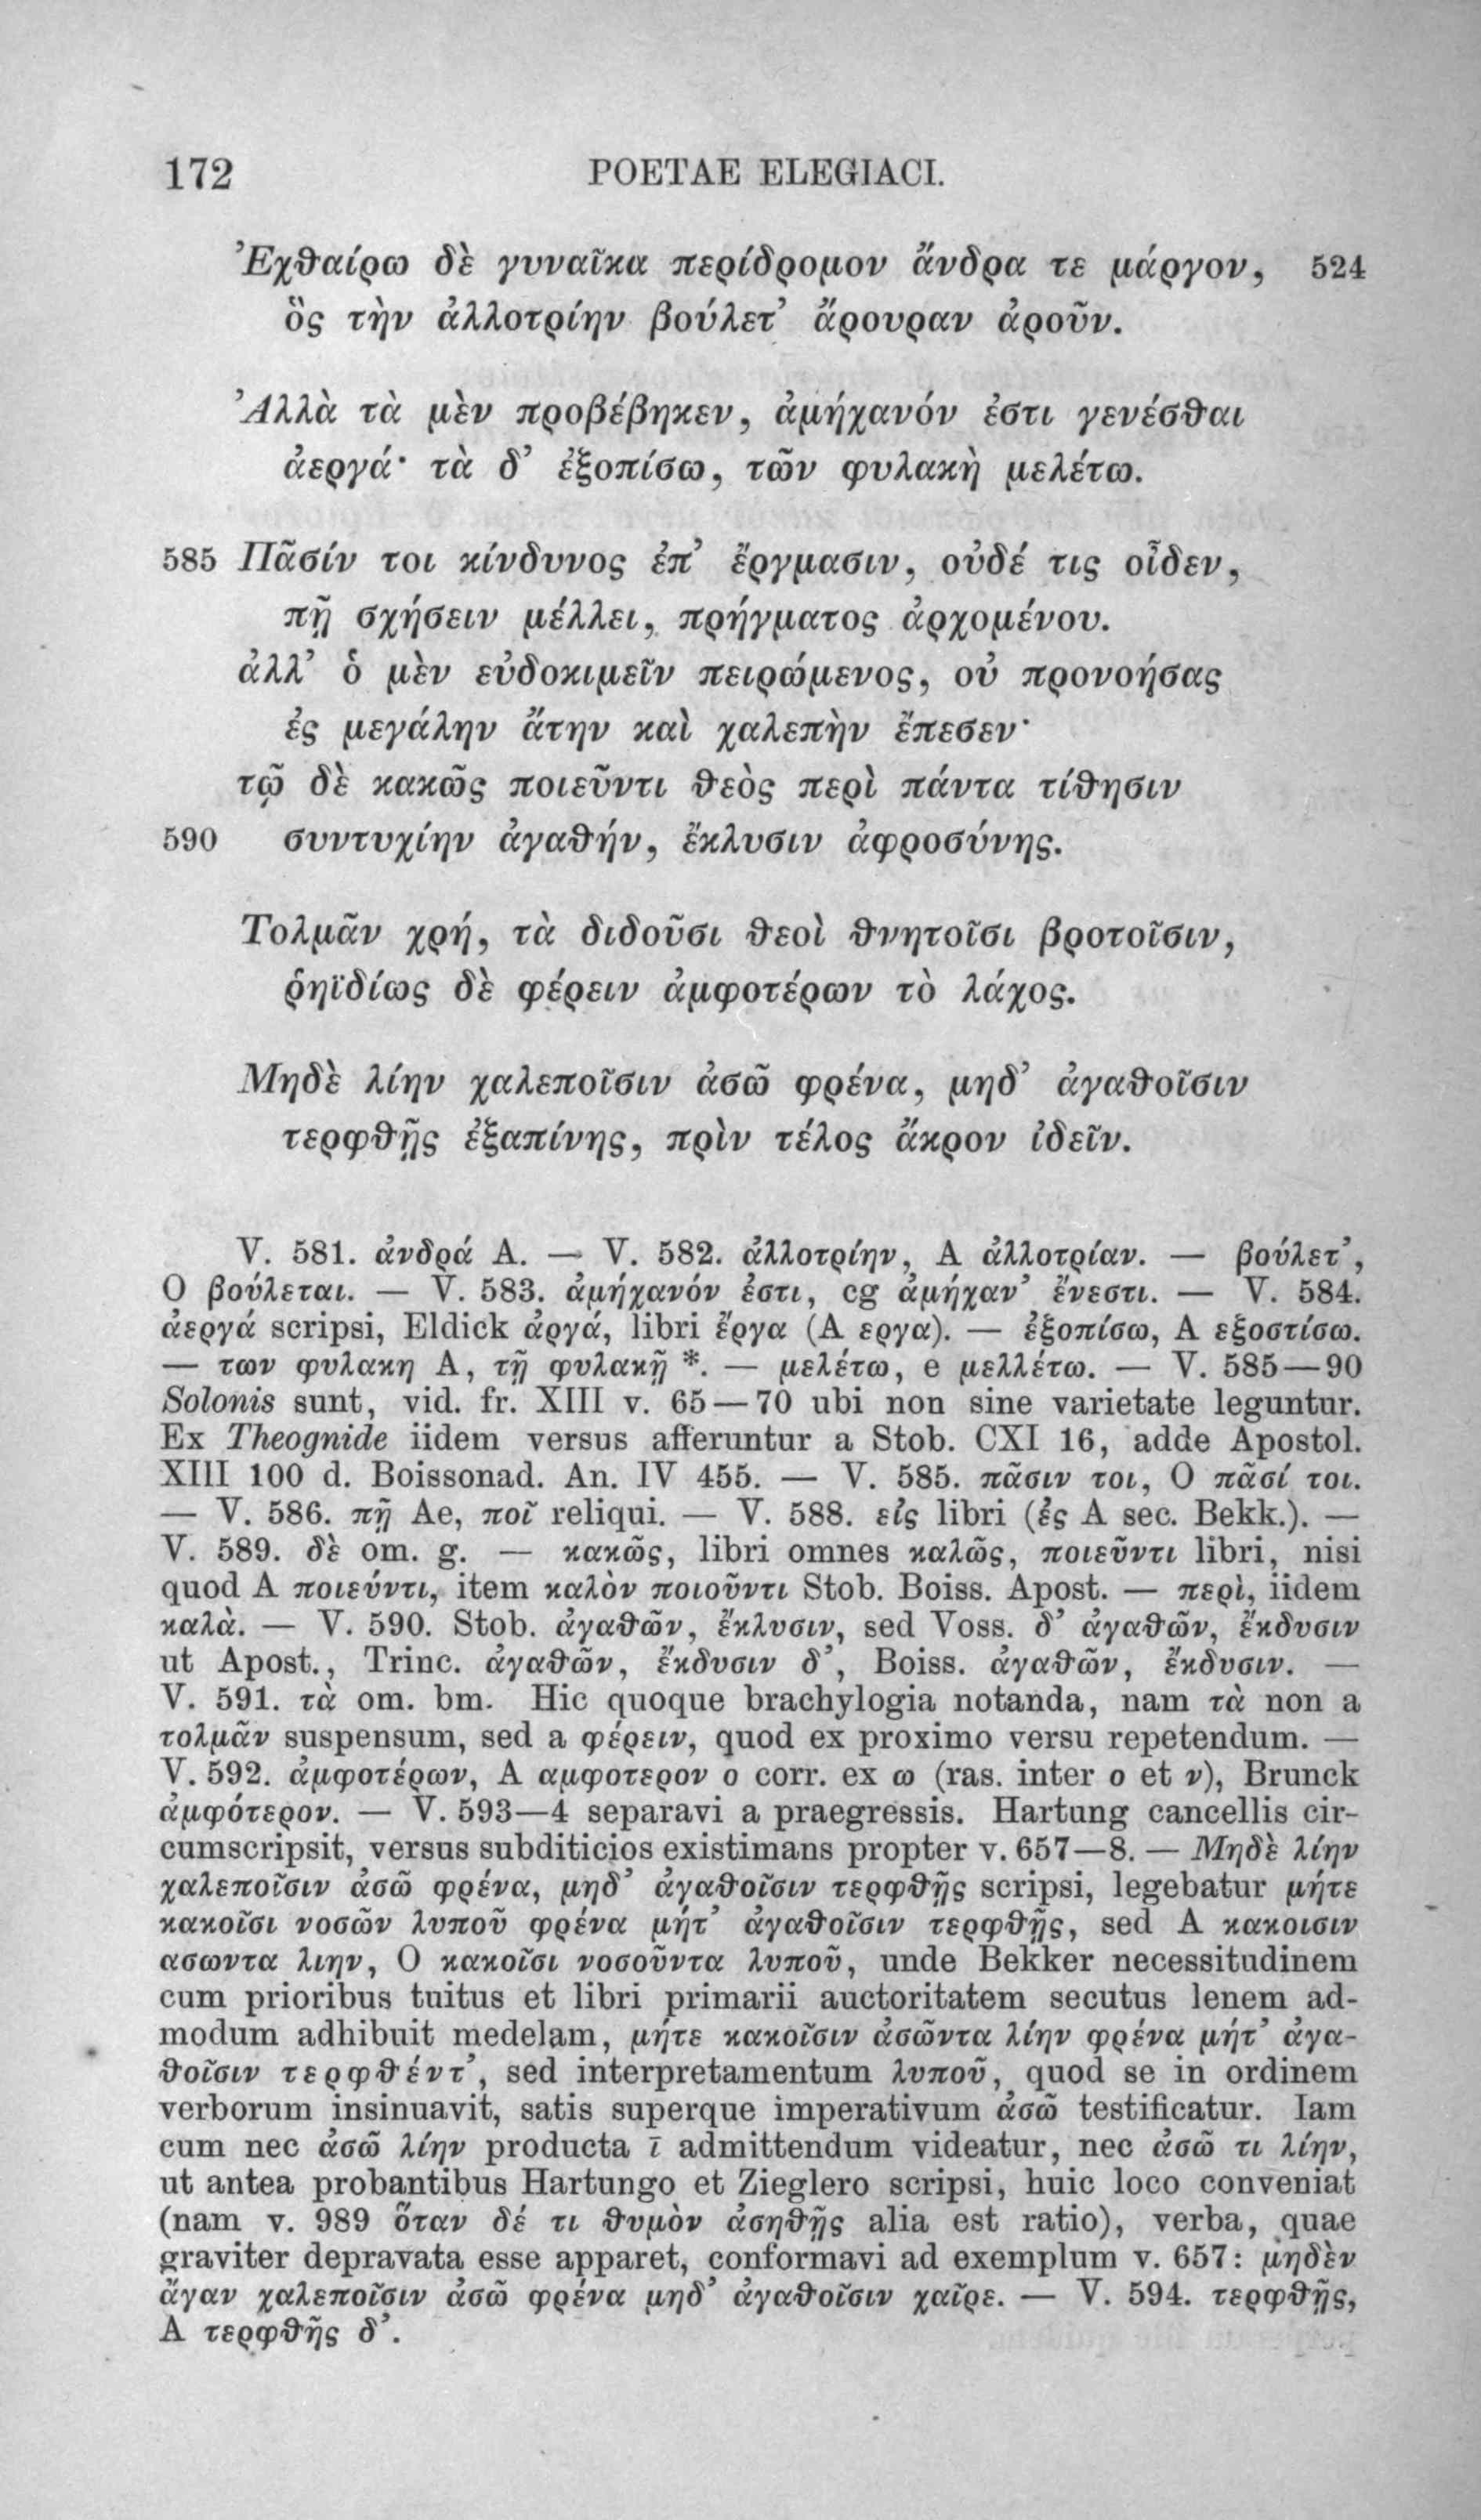 172 POETAE ELEGIACI.
Ἐχθαίρω δὲ γυναῖκα περίδρομον ἄνδρα τε μάργον, 524
ὃς τὴν ἀλλοτρίην βούλετ’ ἄρουραν ἀροῦν.
Ἀλλὰ τὰ μὲν προβέβηκεν, ἀμήχανόν ἐστι γενέσθαι
ἀεργά· τὰ δ’ ἐξοπίσω, τῶν φυλακὴ μελέτω.
585 Πᾶσίν τοι κίνδυνος ἐπ’ ἔργμασιν, οὐδέ τις οἶδεν,
πῇ σχήσειν μέλλει, πρήγματος ἀρχομένου.
ἀλλ’ ὁ μὲν εὐδοκιμεῖν πειρώμενος, οὐ προνοήσας
ἐς μεγάλην ἄτην καὶ χαλεπὴν ἔπεσεν·
τῷ δὲ κακῶς ποιεῦντι θεὸς περὶ πάντα τίθησιν
590 συντυχίην ἀγαθήν, ἔκλυσιν ἀφροσύνης.
Τολμᾶν χρή, τὰ διδοῦσι θεοὶ θνητοῖσι βροτοῖσιν,
ῥηϊδίως δὲ φέρειν ἀμφοτέρων τὸ λάχος.
Μηδὲ λίην χαλεποῖσιν ἀσῶ φρένα, μηδ’ ἀγαθοῖσιν
τερφθῇς ἐξαπίνης, πρὶν τέλος ἄκρον ἰδεῖν.
V. 581. ἀνδρά A. — V. 582. ἀλλοτρίην, A ἀλλοτρίαν. — βούλετ’,
O βούλεται. — V. 583. ἀμήχανόν ἐστι, cg ἀμήχαν’ ἔνεστι. — V. 584.
ἀεργά scripsi, Eldick ἀργά, libri ἔργα (A εργα). — ἐξοπίσω, A εξοστίσω.
— των φυλακη A, τῇ φυλακῇ *. — μελέτω, e μελλέτω. — V. 585—90
Solonis sunt, vid. fr. XIII v. 65—70 ubi non sine varietate leguntur.
Ex Theognide iidem versus afferuntur a Stob. CXI 16, adde Apostol.
XIII 100 d. Boissonad. An. IV 455. — V. 585. πᾶσιν τοι, O πᾶσί τοι.
— V. 586. πῇ Ae, ποῖ reliqui. — V. 588. εἰς libri (ἐς A sec. Bekk.). —
V. 589. δὲ om. g. — κακῶς, libri omnes καλῶς, ποιεῦντι libri, nisi
quod A ποιεύντι, item καλὸν ποιοῦντι Stob. Boiss. Apost. — περὶ, iidem
καλὰ. — V. 590. Stob. ἀγαθῶν, ἔκλυσιν, sed Voss. δ’ ἀγαθῶν, ἔκδυσιν
ut Apost., Trinc. ἀγαθῶν, ἔκδυσιν δ’, Boiss. ἀγαθῶν, ἔκδυσιν. —
V. 591. τὰ om. bm. Hic quoque brachylogia notanda, nam τὰ non a
τολμᾶν suspensum, sed a φέρειν, quod ex proximo versu repetendum. —
V. 592. ἀμφοτέρων, A αμφοτερον ο corr. ex ω (ras. inter ο et ν), Brunck
ἀμφότερον. — V. 593—4 separavi a praegressis. Hartung cancellis cir-
cumscripsit, versus subditicios existimans propter v. 657—8. — Μηδὲ λίην
χαλεποῖσιν ἀσῶ φρένα, μηδ’ ἀγαθοῖσιν τερφθῇς scripsi, legebatur μήτε
κακοῖσι νοσῶν λυποῦ φρένα μήτ’ ἀγαθοῖσιν τερφθῇς, sed A κακοισιν
ασωντα λιην, O κακοῖσι νοσοῦντα λυποῦ, unde Bekker necessitudinem
cum prioribus tuitus et libri primarii auctoritatem secutus lenem ad-
modum adhibuit medelam, μήτε κακοῖσιν ἀσῶντα λίην φρένα μήτ’ ἀγα-
θοῖσιν τερφθέντ’, sed interpretamentum λυποῦ, quod se in ordinem
verborum insinuavit, satis superque imperativum ἀσῶ testificatur. Iam
cum nec ἀσῶ λίην producta ῑ admittendum videatur, nec ἀσῶ τι λίην,
ut antea probantibus Hartungo et Zieglero scripsi, huic loco conveniat
(nam v. 989 ὅταν δέ τι θυμὸν ἀσηθῇς alia est ratio), verba, quae
graviter depravata esse apparet, conformavi ad exemplum v. 657: μηδὲν
ἄγαν χαλεποῖσιν ἀσῶ φρένα μηδ’ ἀγαθοῖσιν χαῖρε. — V. 594. τερφθῇς,
A τερφθῆς δ’.